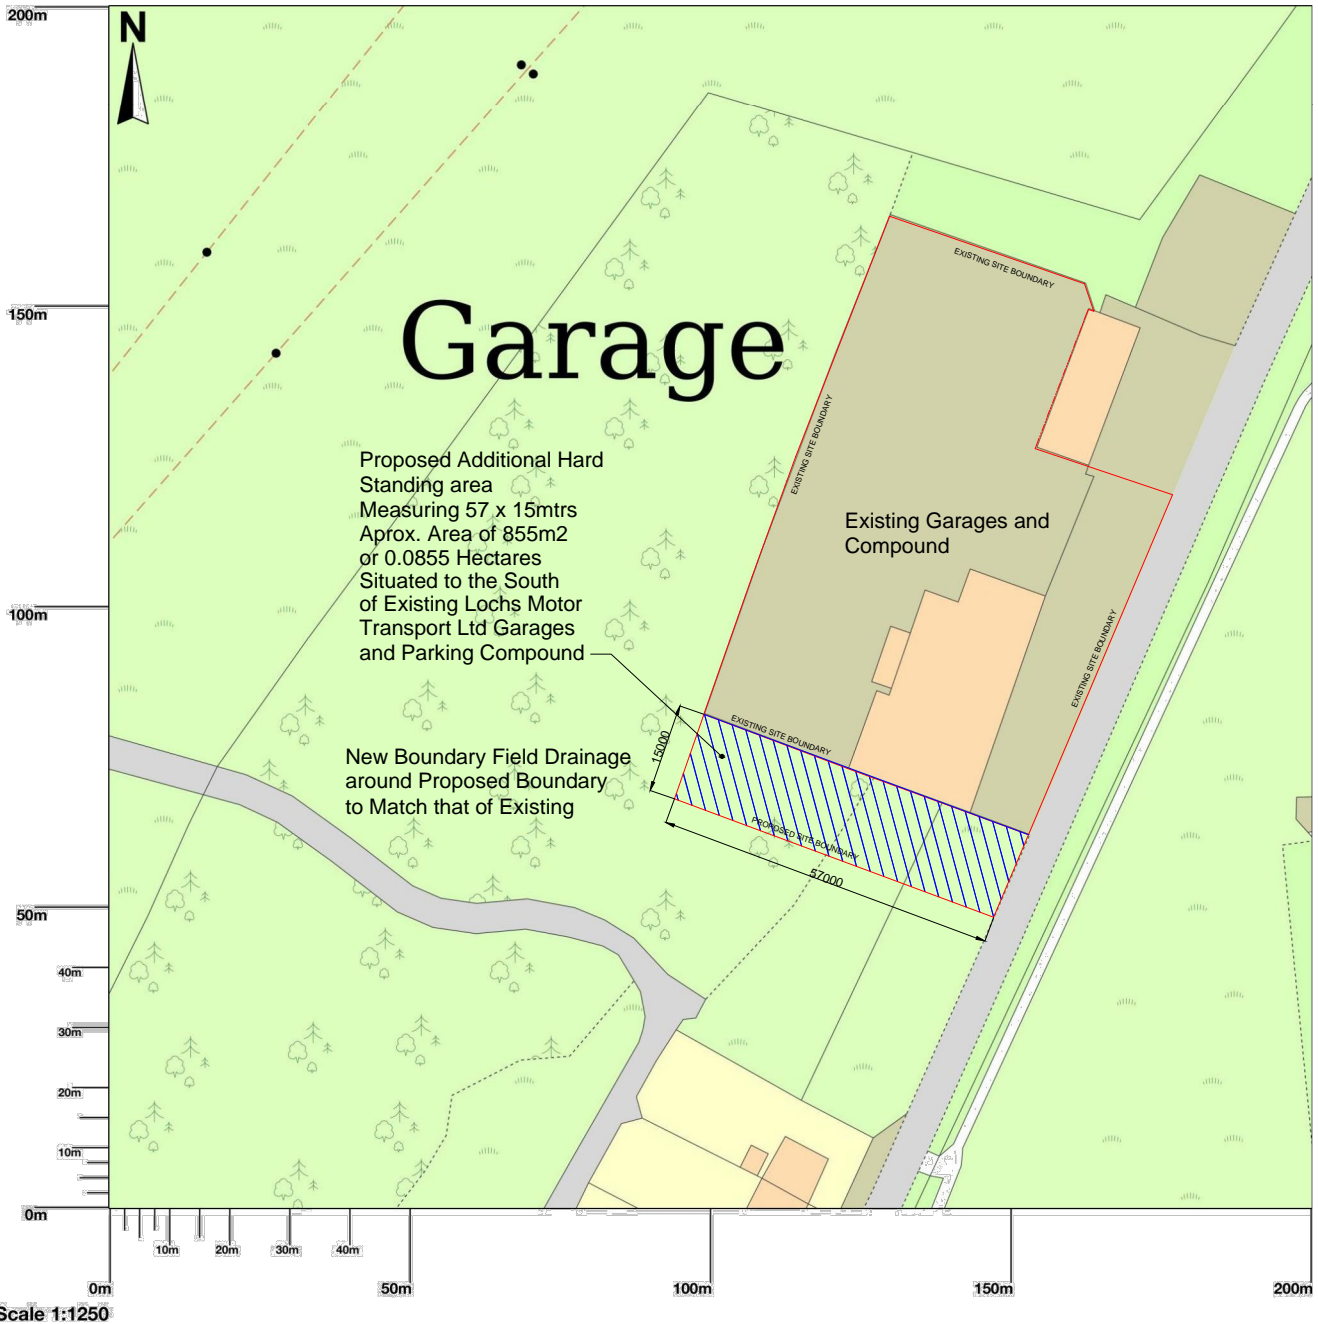 200m
N
EXISTING SITE BOUNDARY
150m
Garage
EXISTING SITE BOUNDARY
Proposed Additional Hard
Standing area
Measuring 57 x 15mtrs
Aprox. Area of 855m2
or 0.0855 Hectares
Situated to the South
of Existing Lochs Motor
Transport Ltd Garages
and Parking Compound
Existing Garages and
Compound
100m
EXISTING SITE BOUNDARY
EXISTING SITE BOUNDARY
15000
New Boundary Field Drainage
around Proposed Boundary
to Match that of Existing
PROPOSED SITE BOUNDARY
57000
50m
40m
30m
20m
10m
0m
10m
20m
30m
40m
0m
50m
100m
150m
200m
Scale 1:1250